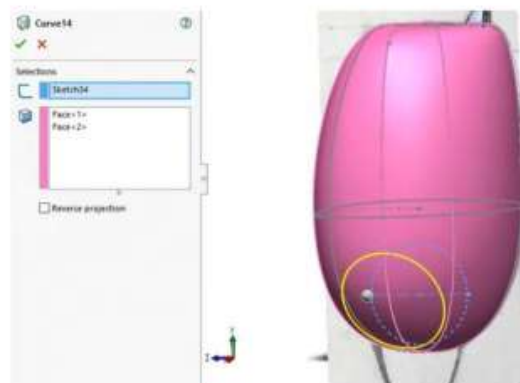 Curve14
Selections
Sketch34
Face<1>
Face<2>
Reverse projection
Y
Z